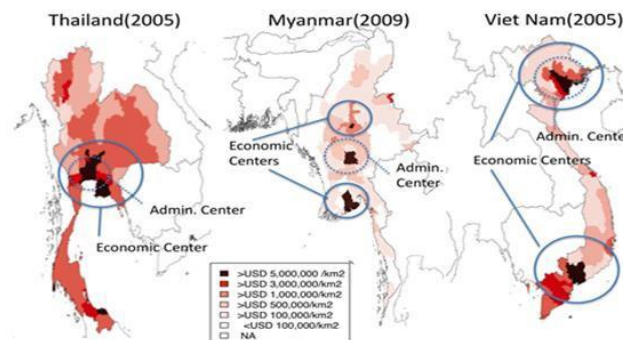 Thailand(2005)
Myanmar(2009)
Viet Nam(2005)
Economic
Centers
Admin.
Center
Admin. Center
Economic Center
Admin. Center
Economic Centers
>USD 5,000,000 /km2
>USD 3,000,000/km2
>USD 1,000,000/km2
>USD 500,000/km2
>USD 100,000/km2
<USD 100,000/km2
NA